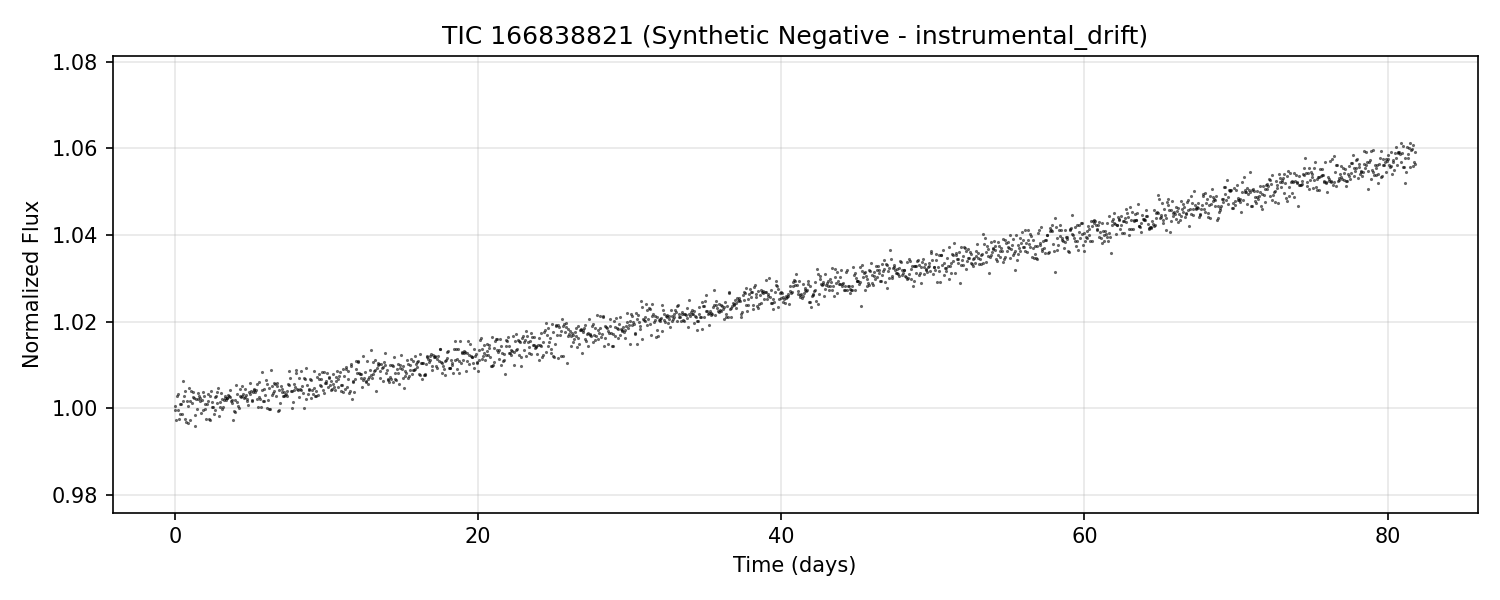 TIC 166838821 (Synthetic Negative - instrumental_drift)
1.08
1.06
1.04
1.02
1.00
0.98
Normalized Flux
0 20 40 60 80
Time (days)